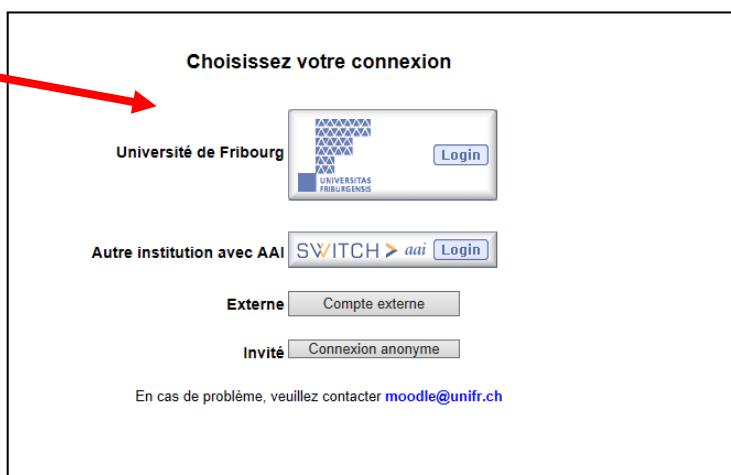 Choisissez votre connexion
Université de Fribourg
UNIVERSITAS
FRIBURGENSIS
Login
Autre institution avec AAI SWITCH > aai Login
Externe Compte externe
Invité Connexion anonyme
En cas de problème, veuillez contacter moodle@unifr.ch